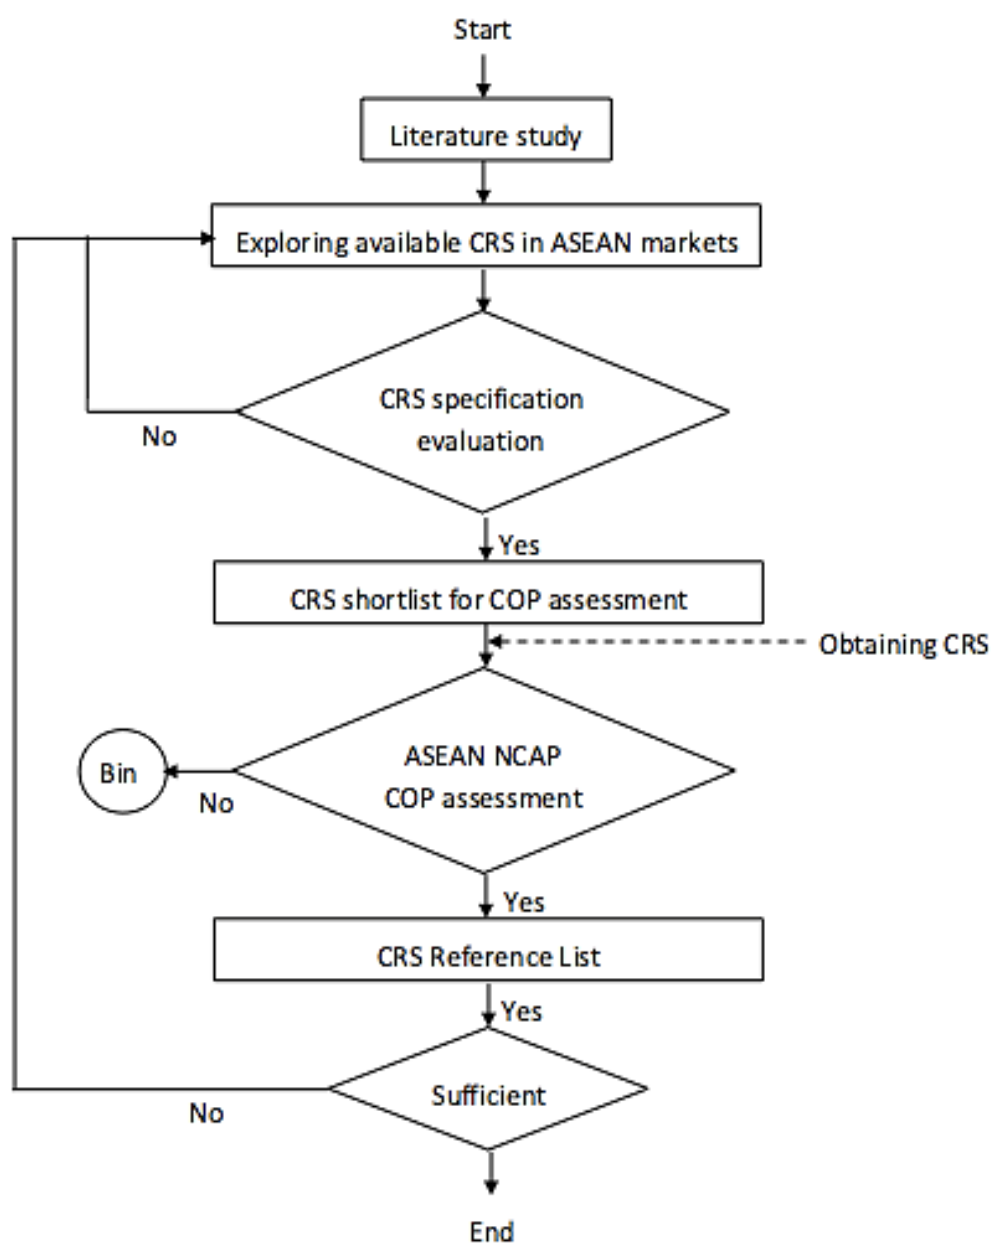 Start
Literature study
Exploring available CRS in ASEAN markets
CRS specification
evaluation
No
Yes
CRS shortlist for COP assessment
Obtaining CRS
ASEAN NCAP
COP assessment
Bin
No
Yes
CRS Reference List
Yes
Sufficient
No
End